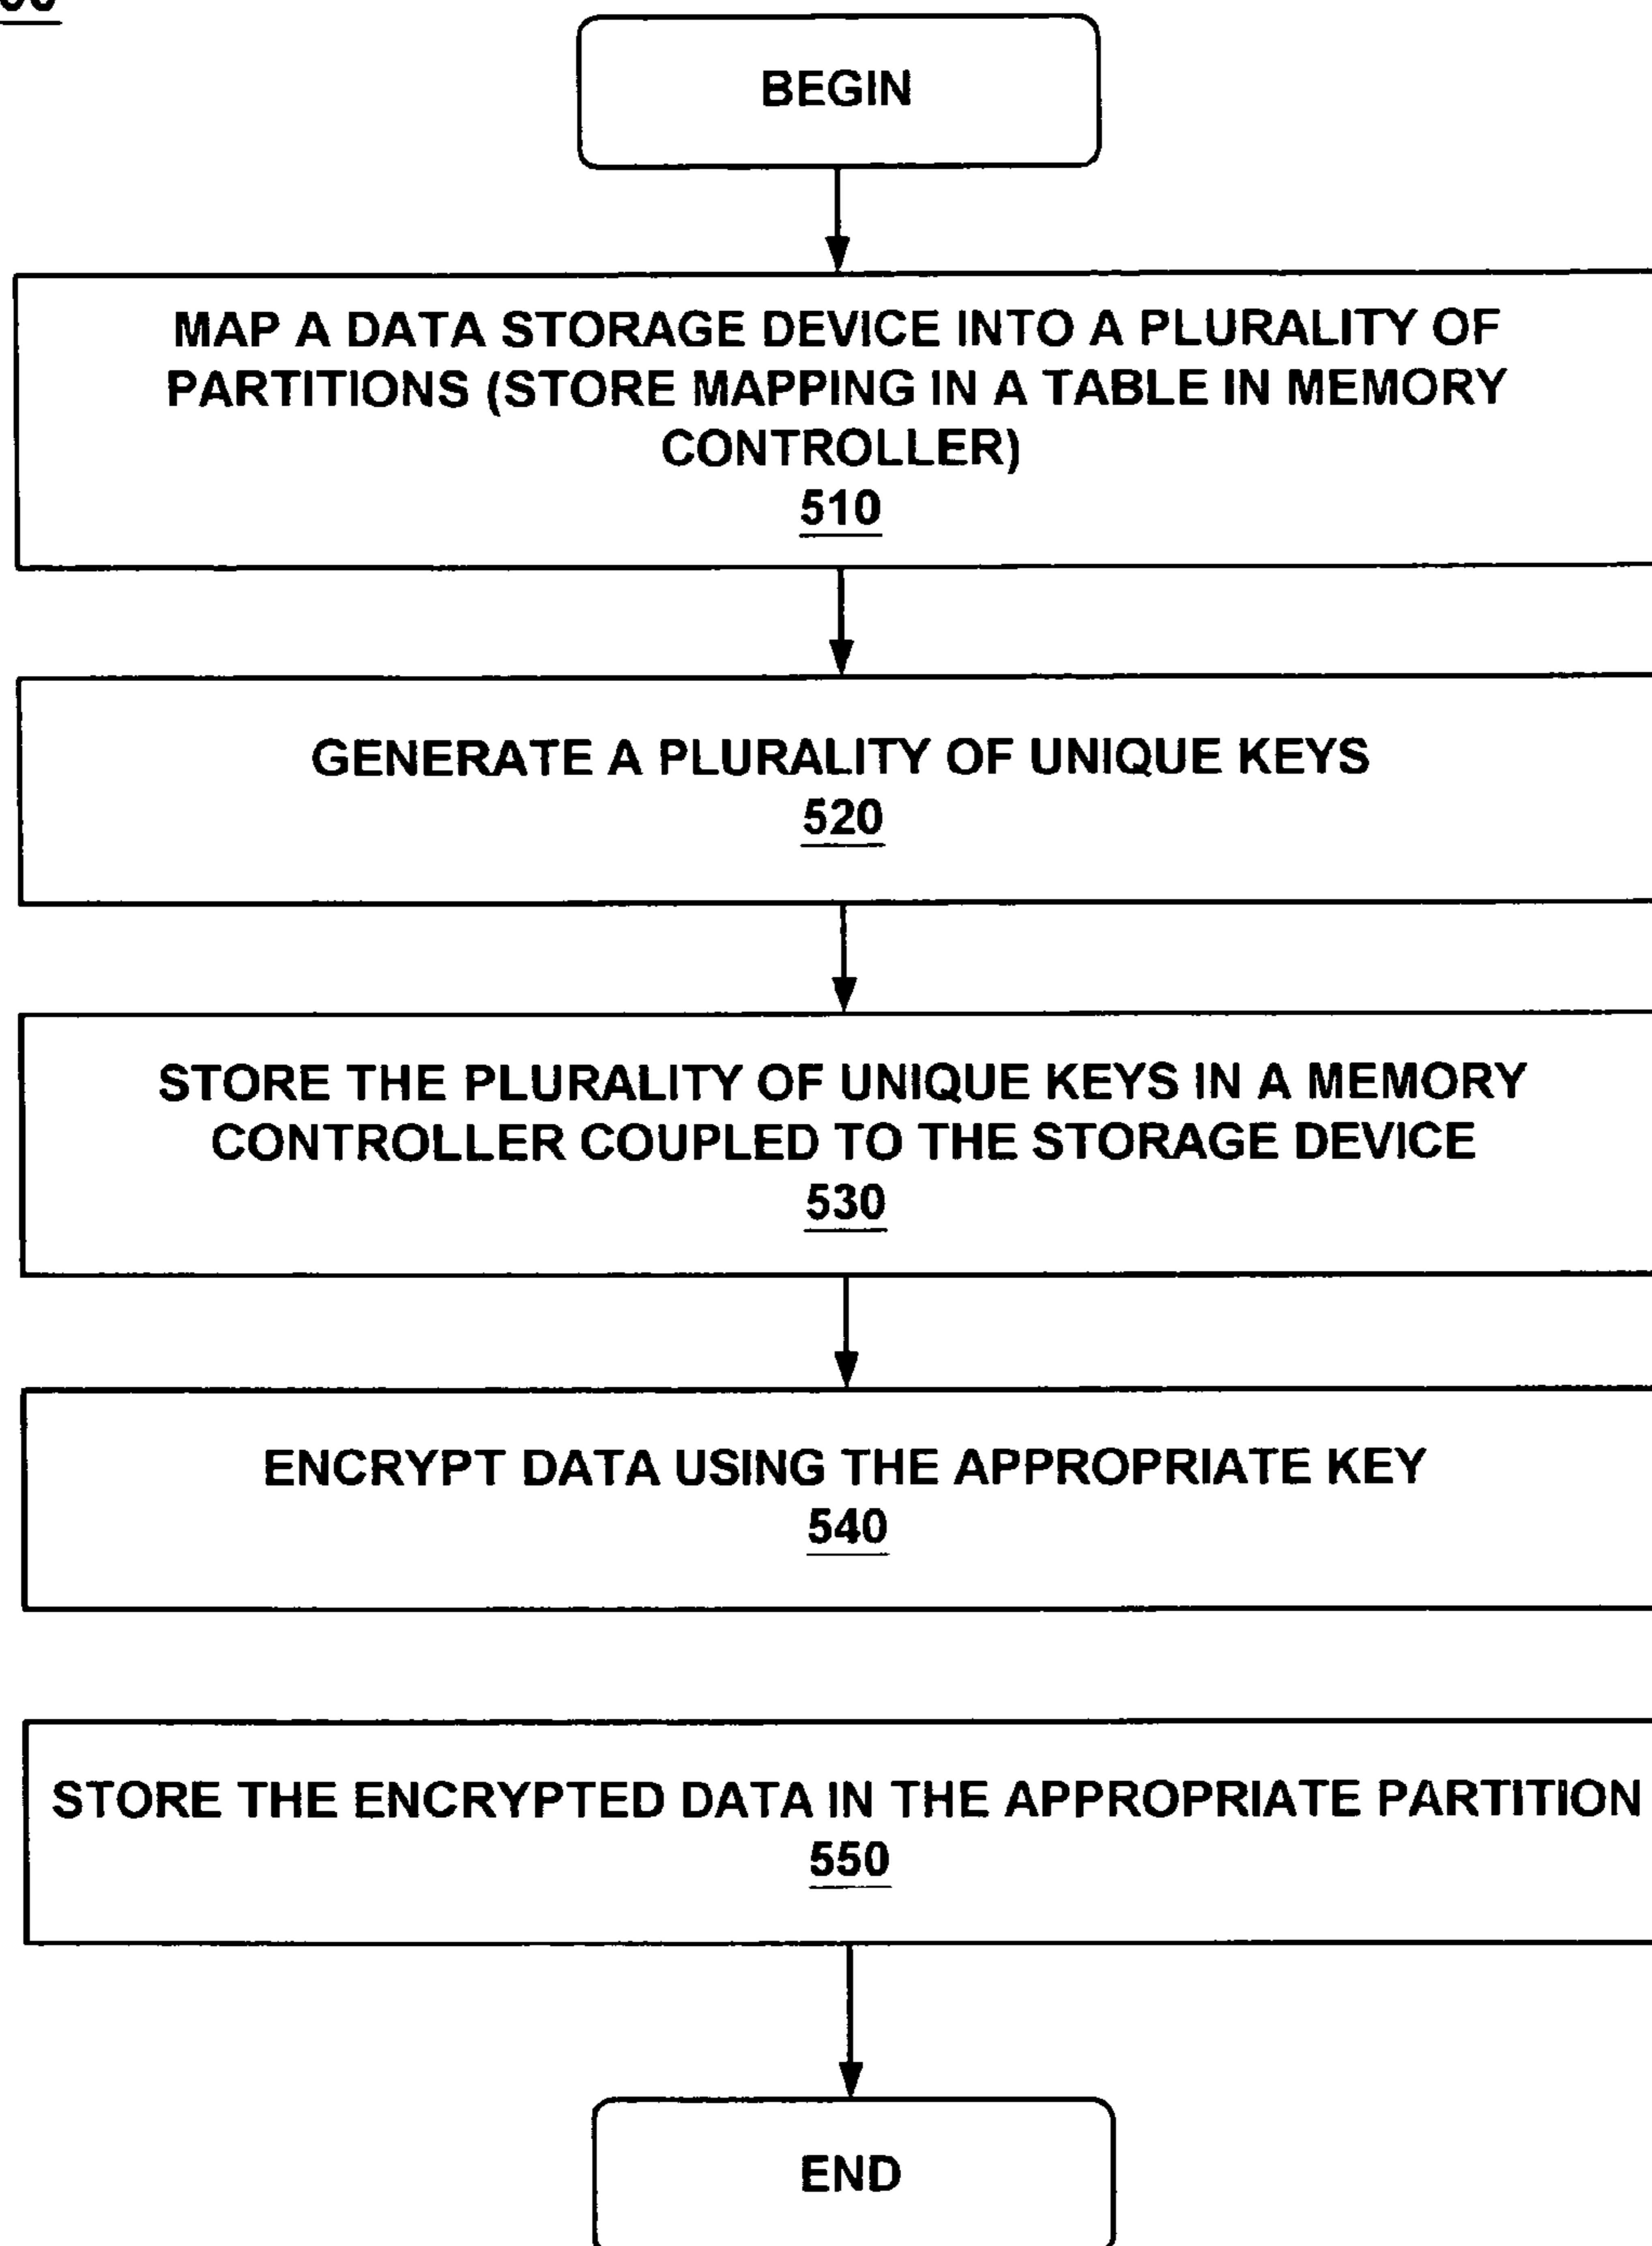 BEGIN
MAP A DATA STORAGE DEVICE INTO A PLURALITY OF
PARTITIONS (STORE MAPPING IN A TABLE IN MEMORY
CONTROLLER)
510
GENERATE A PLURALITY OF UNIQUE KEYS
520
STORE THE PLURALITY OF UNIQUE KEYS IN A MEMORY
CONTROLLER COUPLED TO THE STORAGE DEVICE
530
ENCRYPT DATA USING THE APPROPRIATE KEY
540
STORE THE ENCRYPTED DATA IN THE APPROPRIATE PARTITION
550
END